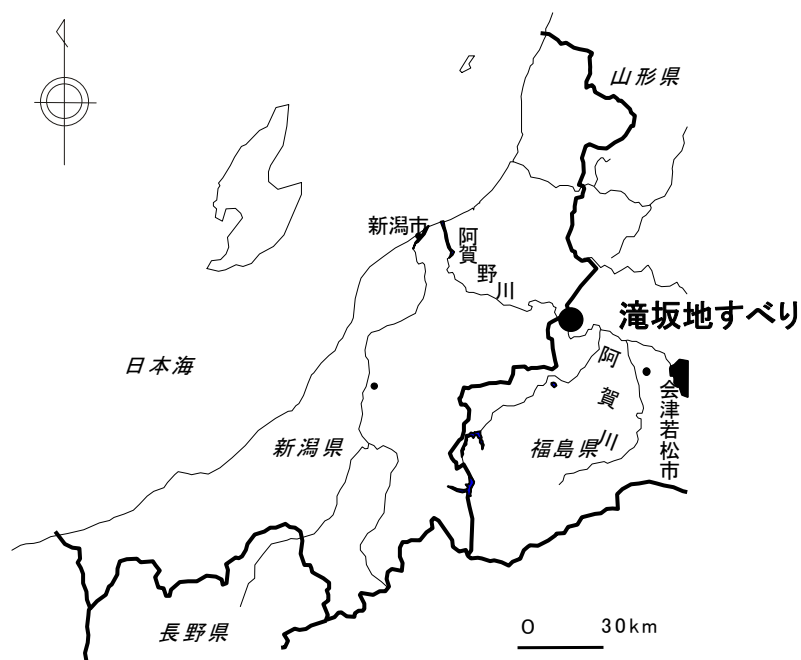 山形県
新潟市
阿賀野川
滝坂地すべり
日本海
阿賀川
会津若松市
新潟県
福島県
長野県
0 30km